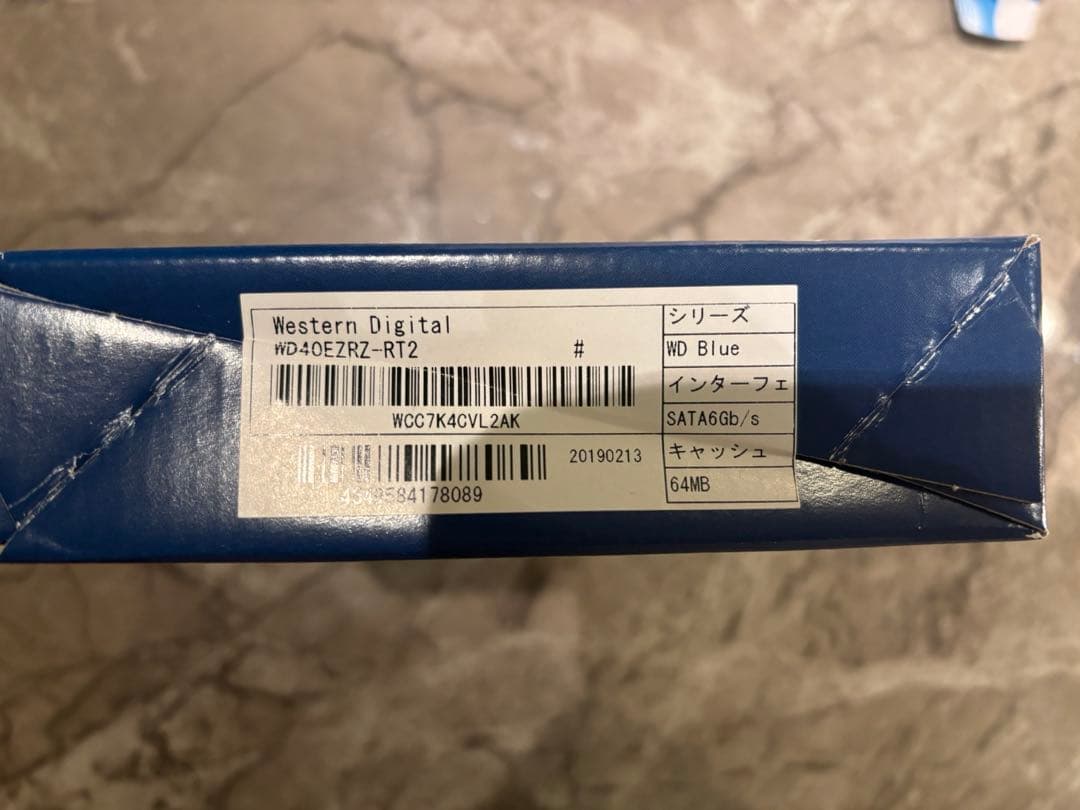 Western Digital
WD40EZRZ-RT2 #
WCC7K4CVL2AK
20190213
シリーズ
WD Blue
インターフェ
SATA6Gb/s
キャッシュ
64MB